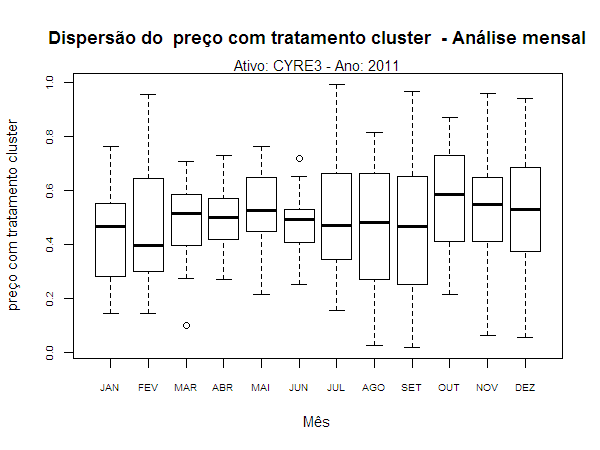 Dispersão do  preço com tratamento cluster  - Análise mensal
Ativo: CYRE3 - Ano: 2011
preço com tratamento cluster
1.0
0.8
0.6
0.4
0.2
0.0
JAN FEV MAR ABR MAI JUN JUL AGO SET OUT NOV DEZ
Mês